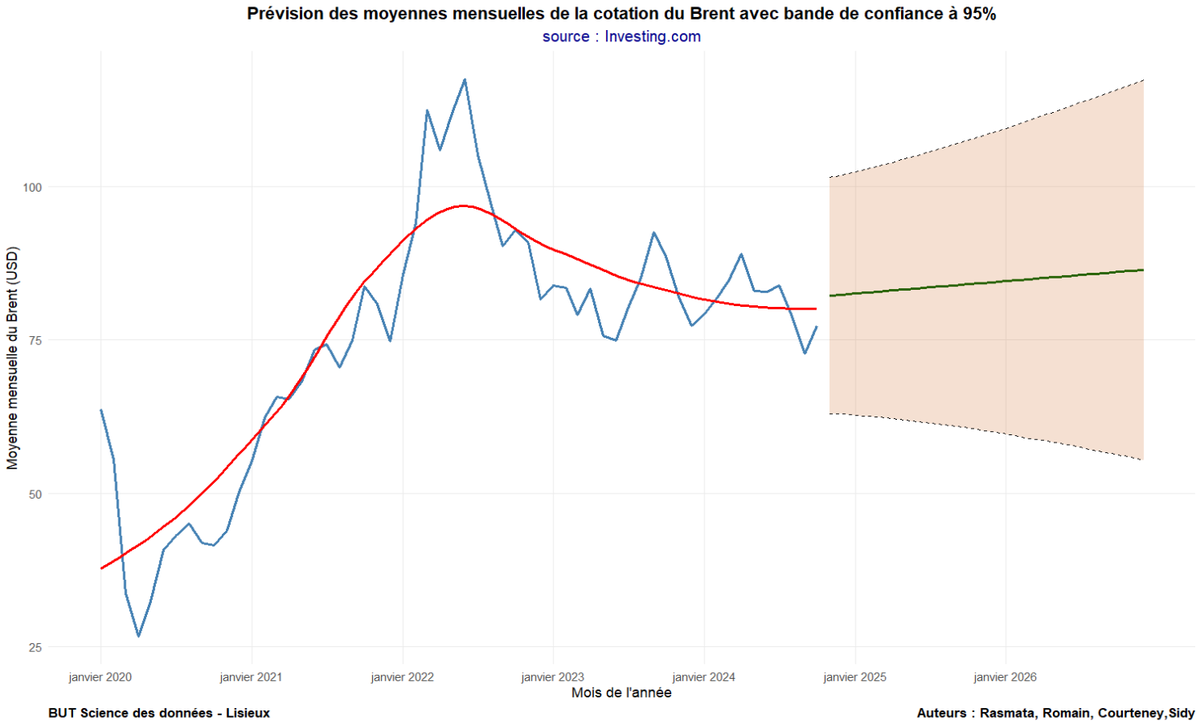 Prévision des moyennes mensuelles de la cotation du Brent avec bande de confiance à 95%
source : Investing.com
Moyenne mensuelle du Brent (USD)
100
75
50
25
janvier 2020
janvier 2021
janvier 2022
janvier 2023
janvier 2024
janvier 2025
janvier 2026
Mois de l'année
BUT Science des données - Lisieux
Auteurs : Rasmata, Romain, Courteney,Sidy